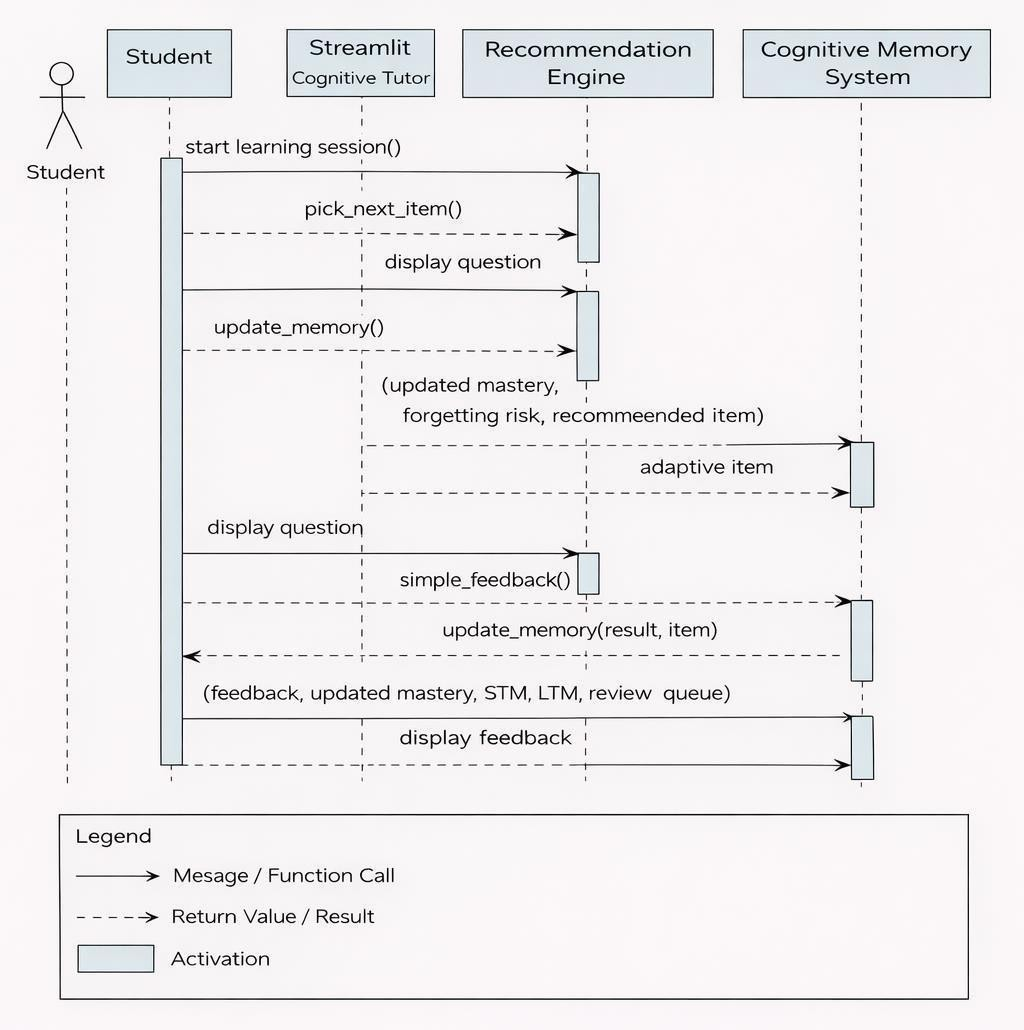 Student
Streamlit
Cognitive Tutor
Recommendation
Engine
Cognitive Memory
System
Student
start learning session()
pick_next_item()
display question
update_memory()
(updated mastery,
forgetting risk, recommeended item)
adaptive item
display question
simple_feedback()
update_memory(result, item)
(feedback, updated mastery, STM, LTM, review queue)
display feedback
Legend
Mesage / Function Call
Return Value / Result
Activation